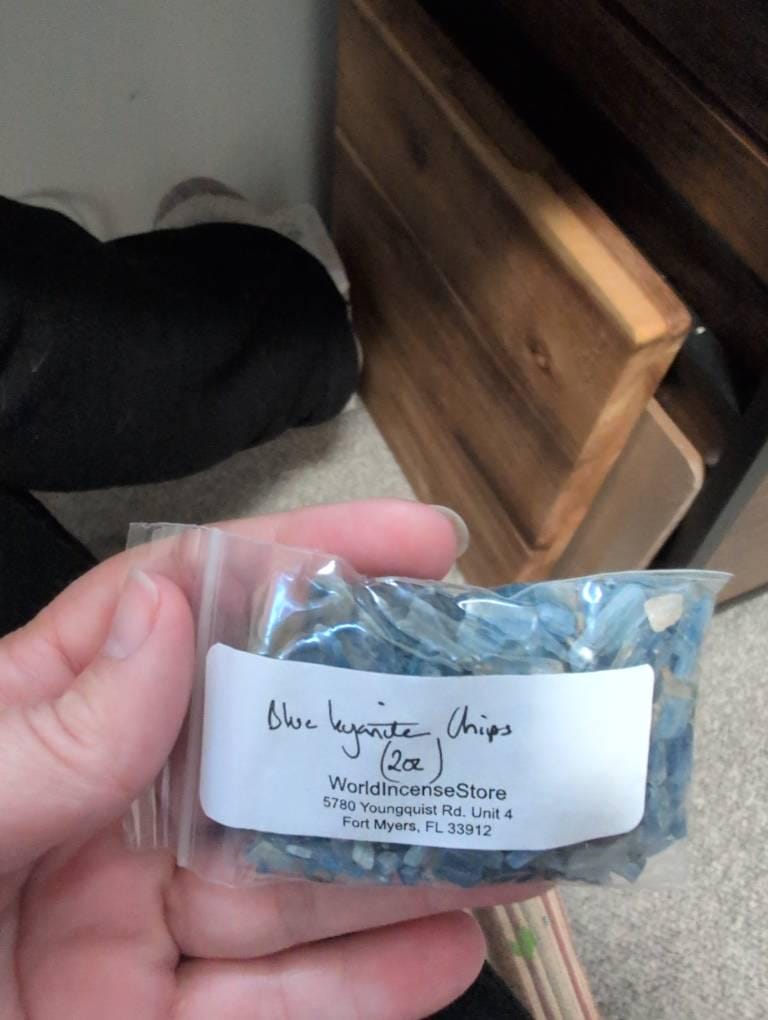 Blue kyanite Chips
(2oz)
WorldIncenseStore
5780 Youngquist Rd. Unit 4
Fort Myers, FL 33912